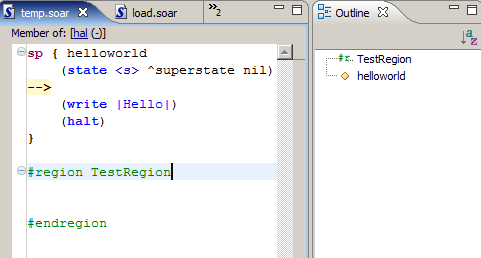 temp.soar
load.soar
»2
Member of: [hal (-)]
sp { helloworld
(state <s> ^superstate nil)
-->
(write |Hello|)
(halt)
}
#region TestRegion
#endregion
Outline
TestRegion
helloworld